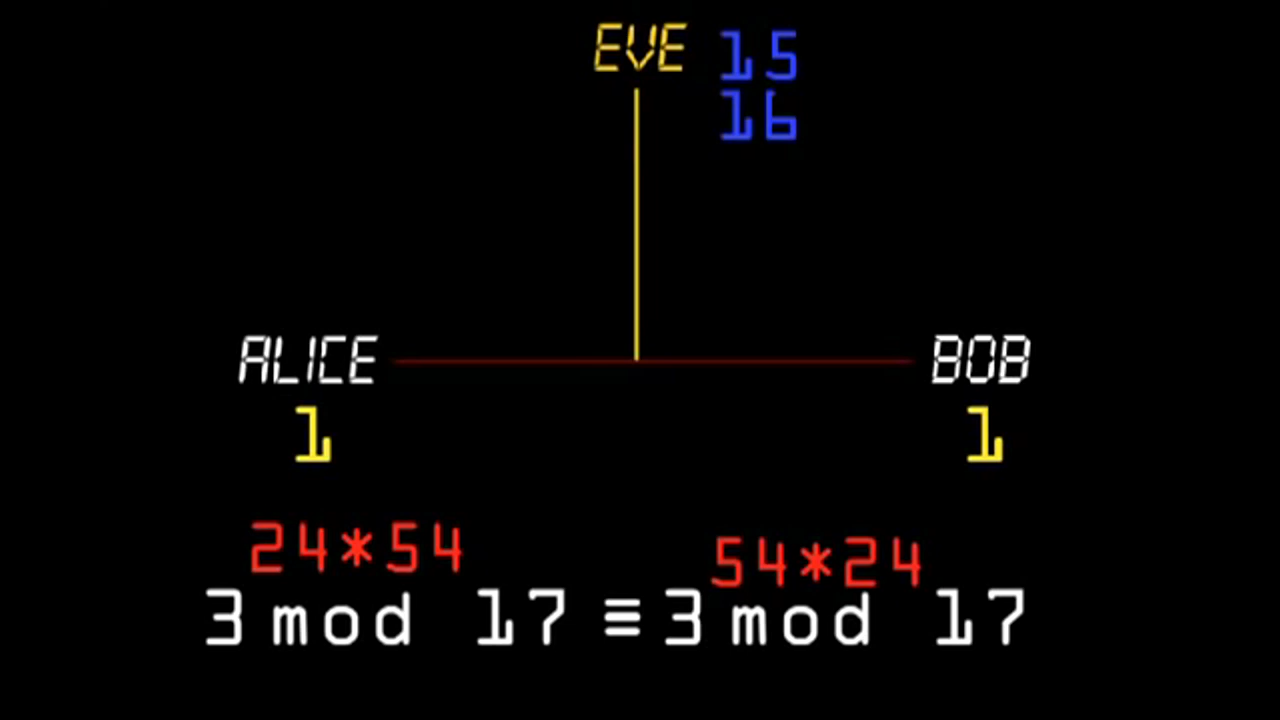 EVE 15
16
ALICE BOB
1 1
24*54 54*24
3 mod 17 ≡ 3 mod 17